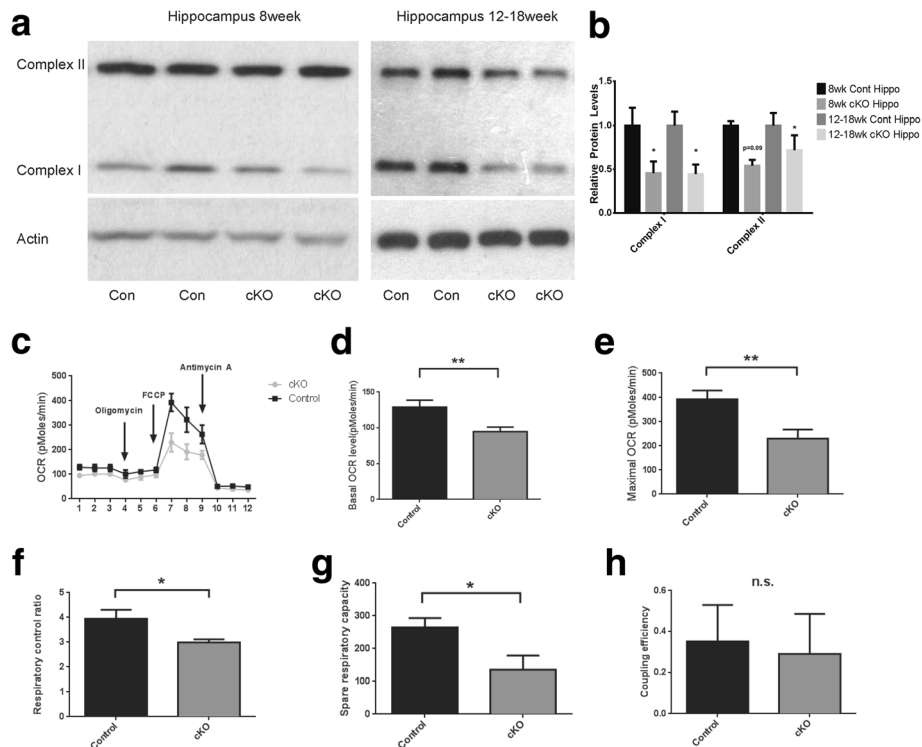 a
Hippocampus 8week
Hippocampus 12-18week
Complex II
Complex I
Actin
Con Con cKO cKO
Con Con cKO cKO
b
Relative Protein Levels
1.5
1.0
0.5
0.0
* * p=0.09 *
Complex I
Complex II
8wk Cont Hippo
8wk cKO Hippo
12-18wk Cont Hippo
12-18wk cKO Hippo
c
OCR (pMoles/min)
500
400
300
200
100
0
Oligomycin
FCCP
Antimycin A
cKO
Control
1 2 3 4 5 6 7 8 9 10 11 12
d
Basal OCR level(pMoles/min)
150
100
50
0
**
Control
cKO
e
Maximal OCR (pMoles/min)
500
400
300
200
100
0
**
Control
cKO
f
Respiratory control ratio
5
4
3
2
1
0
*
Control
cKO
g
Spare respiratory capacity
400
300
200
100
0
*
Control
cKO
h
Coupling efficiency
0.6
0.4
0.2
0.0
n.s.
Control
cKO